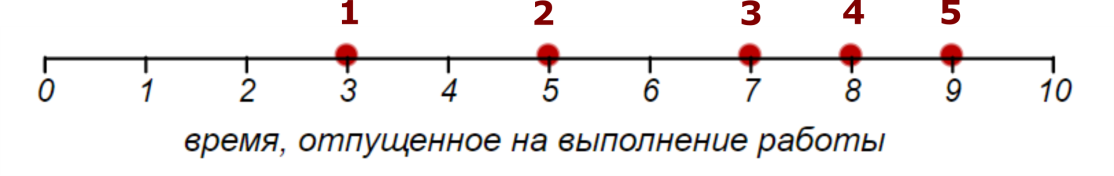 1 2 3 4 5
0 1 2 3 4 5 6 7 8 9 10
время, отпущенное на выполнение работы